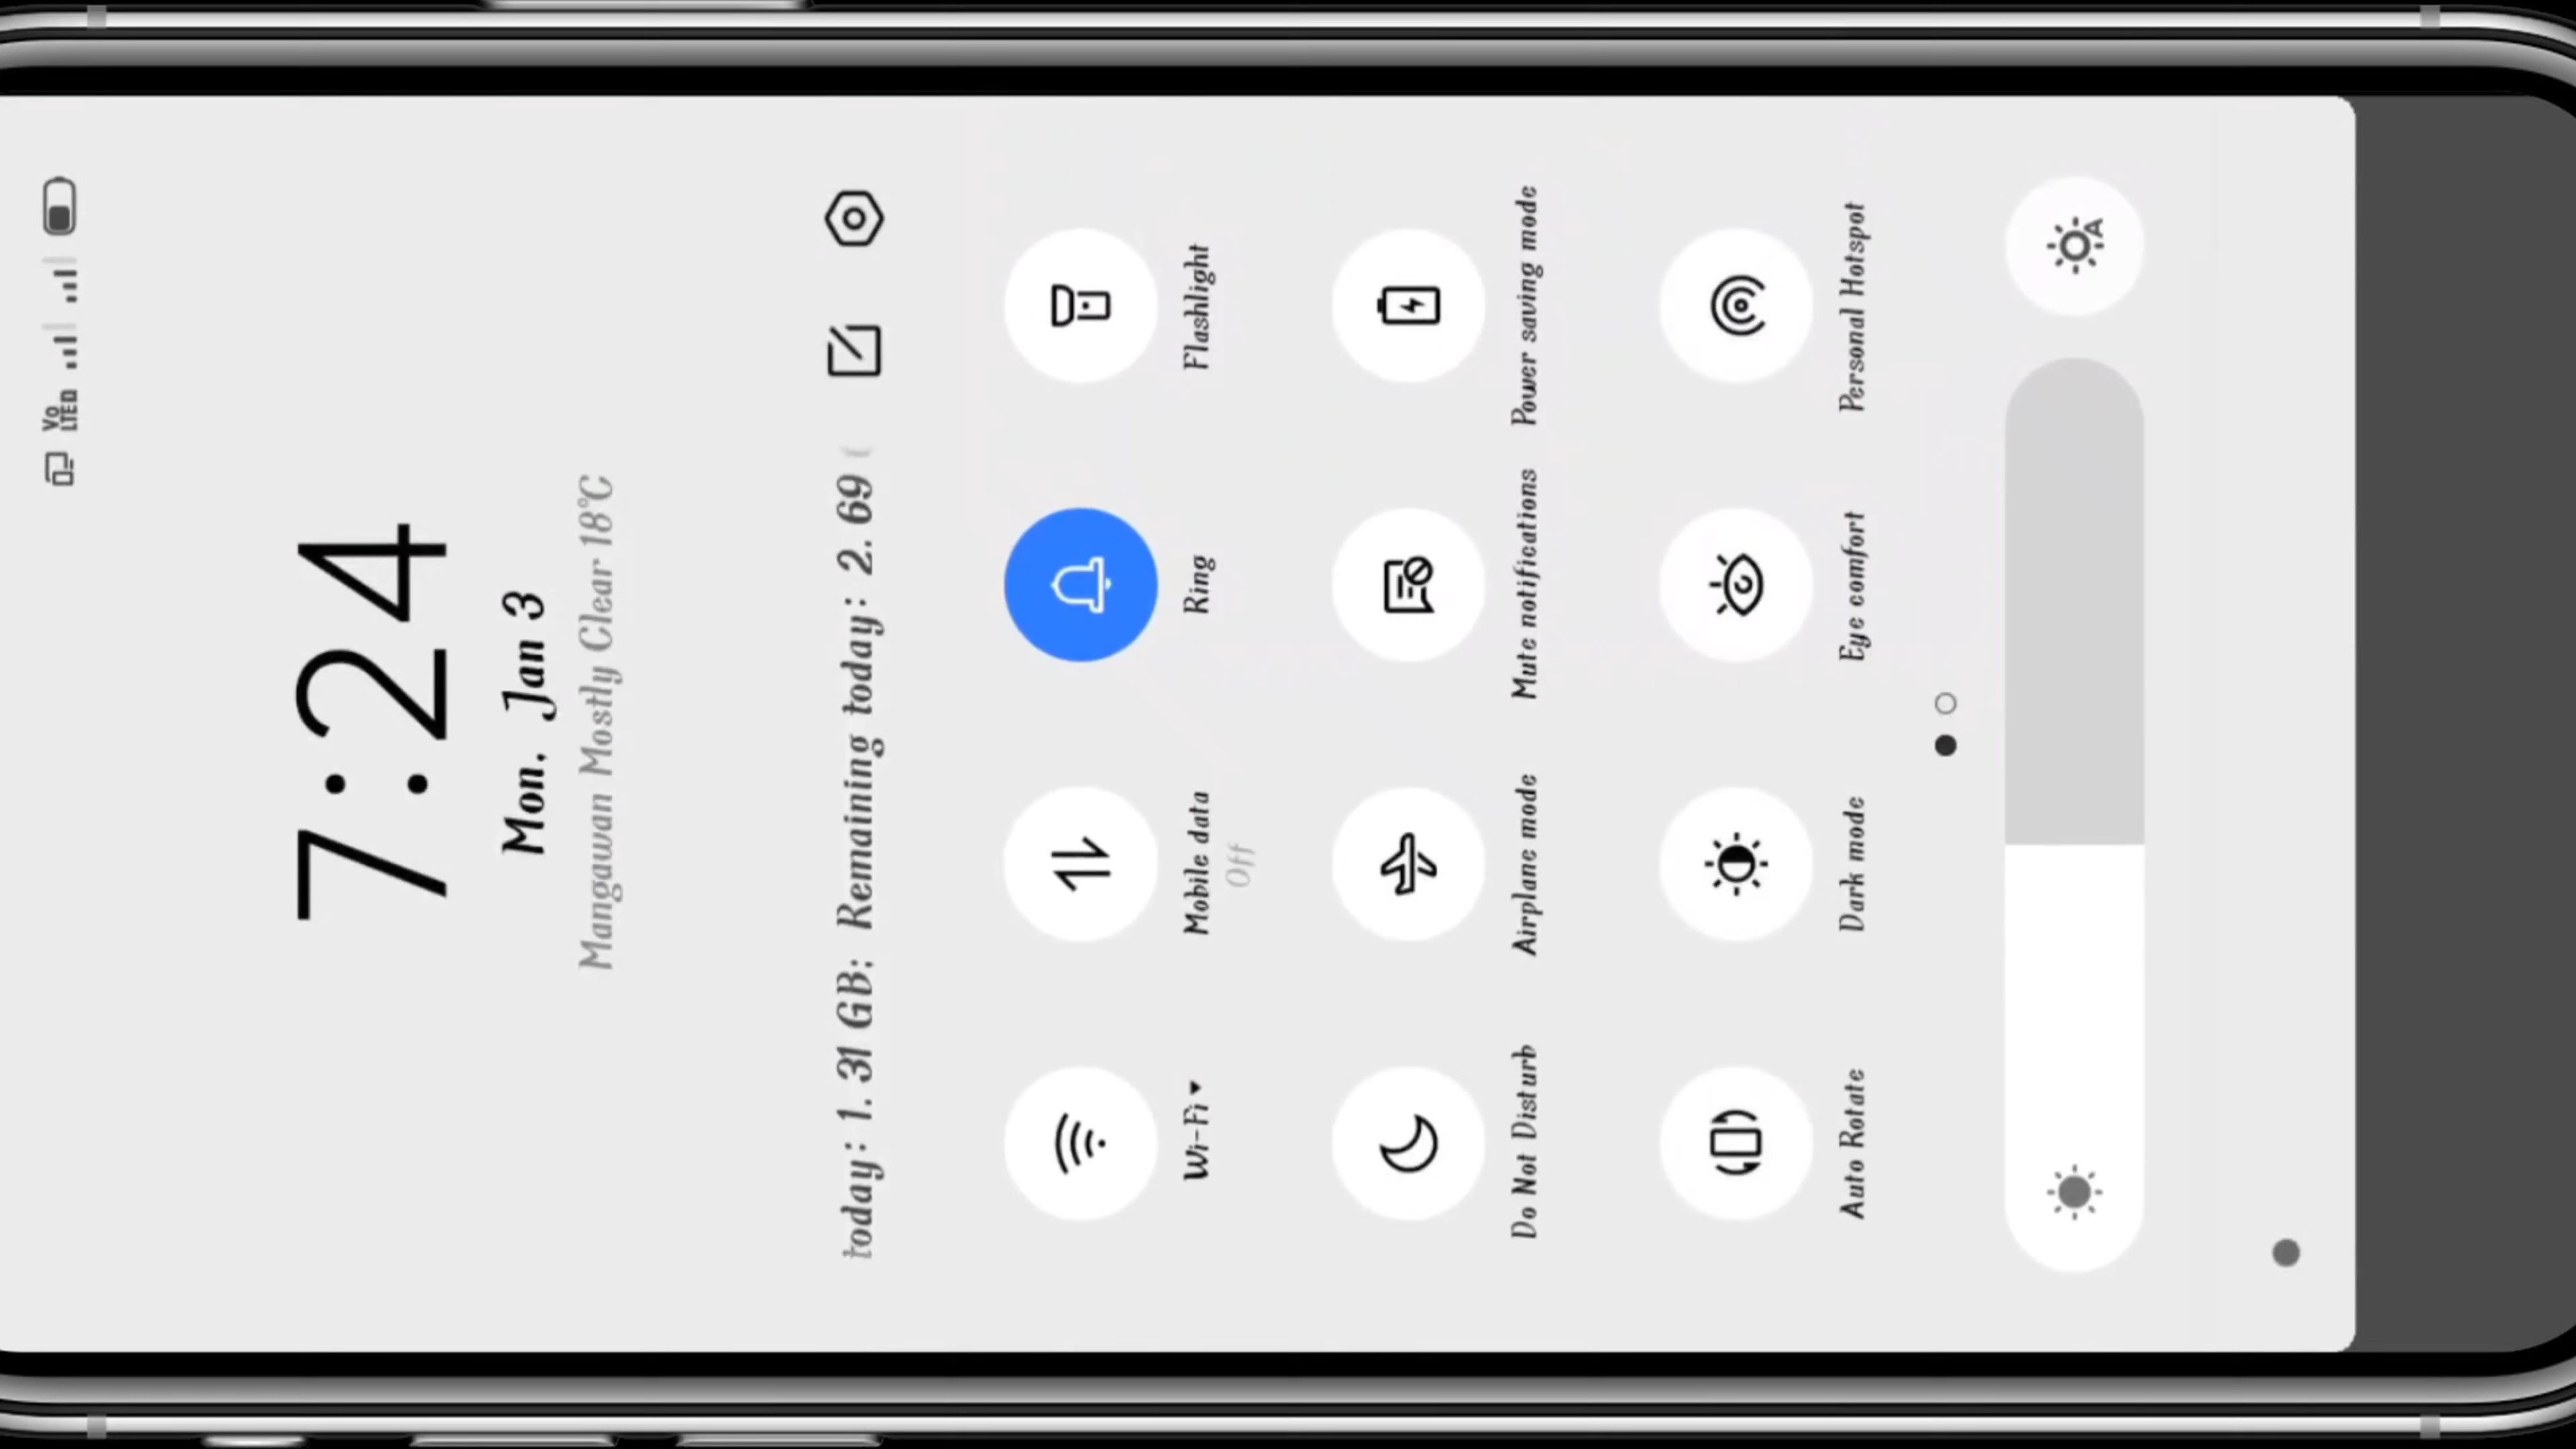 Vo
LTED
7:24
Mon, Jan 3
Mangawan Mostly Clear 18°C
today: 1.31 GB; Remaining today: 2.69
Wi-Fi
Mobile data
Off
Ring
Flashlight
Do Not Disturb
Airplane mode
Mute notifications
Power saving mode
Auto Rotate
Dark mode
Eye comfort
Personal Hotspot
A